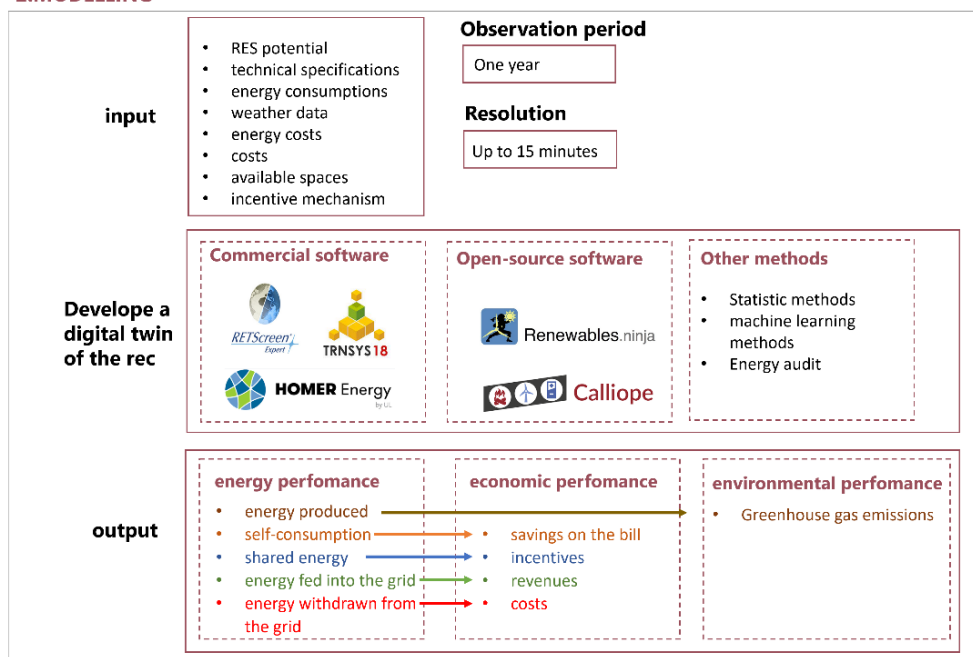 input
• RES potential
• technical specifications
• energy consumptions
• weather data
• energy costs
• costs
• available spaces
• incentive mechanism
Observation period
One year
Resolution
Up to 15 minutes
Develope a
digital twin
of the rec
Commercial software
RETScreen
Expert
TRNSYS18
HOMER Energy
by UL
Open-source software
Renewables.ninja
Calliope
Other methods
• Statistic methods
• machine learning
methods
• Energy audit
output
energy perfomance
• energy produced
• self-consumption
• shared energy
• energy fed into the grid
• energy withdrawn from
the grid
economic perfomance
• savings on the bill
• incentives
• revenues
• costs
environmental perfomance
• Greenhouse gas emissions